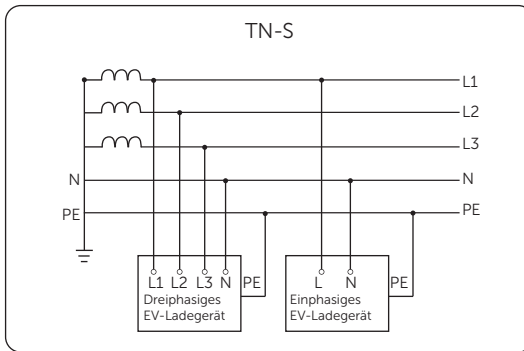 TN-S
L1
L2
L3
N
N
PE
PE
L1 L2 L3 N PE
Dreiphasiges
EV-Ladegerät
L N PE
Einphasiges
EV-Ladegerät